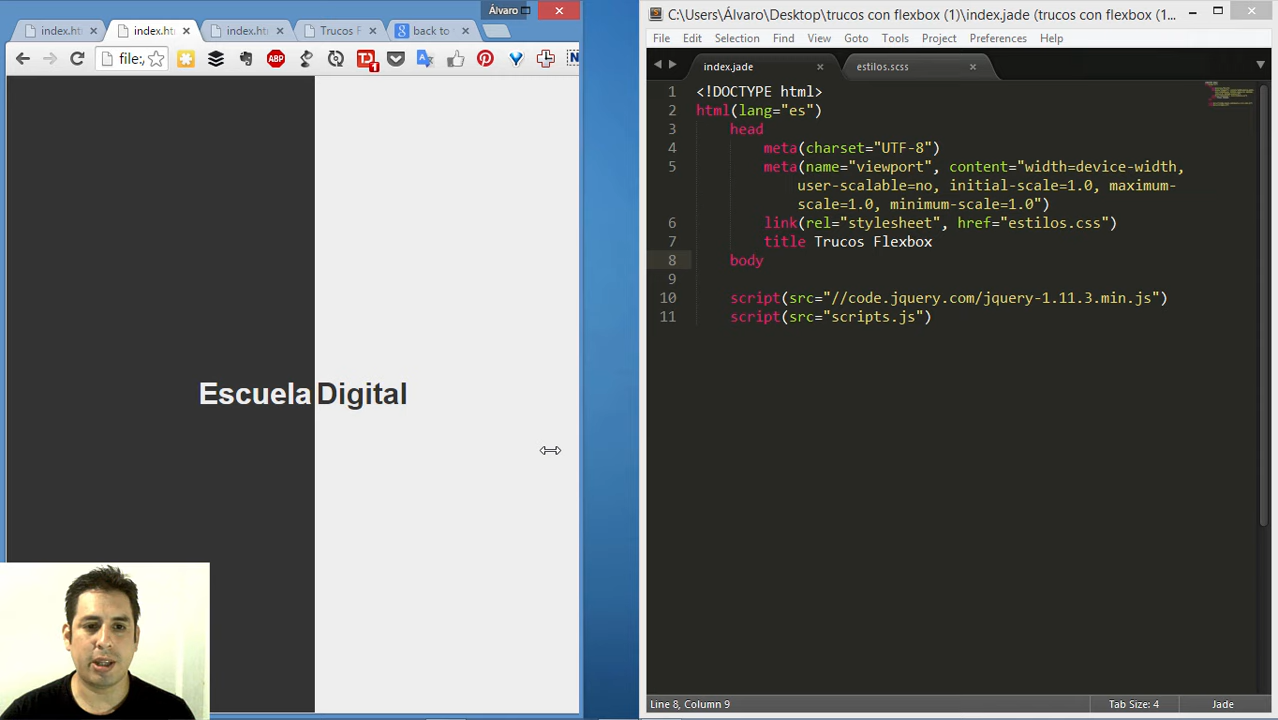 Álvaro
index.ht
index.ht
index.ht
Trucos F
back to
file:,
ABP
TD
1
N
Escuela Digital
C:\Users\Álvaro\Desktop\trucos con flexbox (1)\index.jade (trucos con flexbox (1...
File Edit Selection Find View Goto Tools Project Preferences Help
index.jade
estilos.scss
1 <!DOCTYPE html>
2 html(lang="es")
3 head
4 meta(charset="UTF-8")
5 meta(name="viewport", content="width=device-width,
user-scalable=no, initial-scale=1.0, maximum-
scale=1.0, minimum-scale=1.0")
6 link(rel="stylesheet", href="estilos.css")
7 title Trucos Flexbox
8 body
9
10 script(src="//code.jquery.com/jquery-1.11.3.min.js")
11 script(src="scripts.js")
Line 8, Column 9
Tab Size: 4
Jade